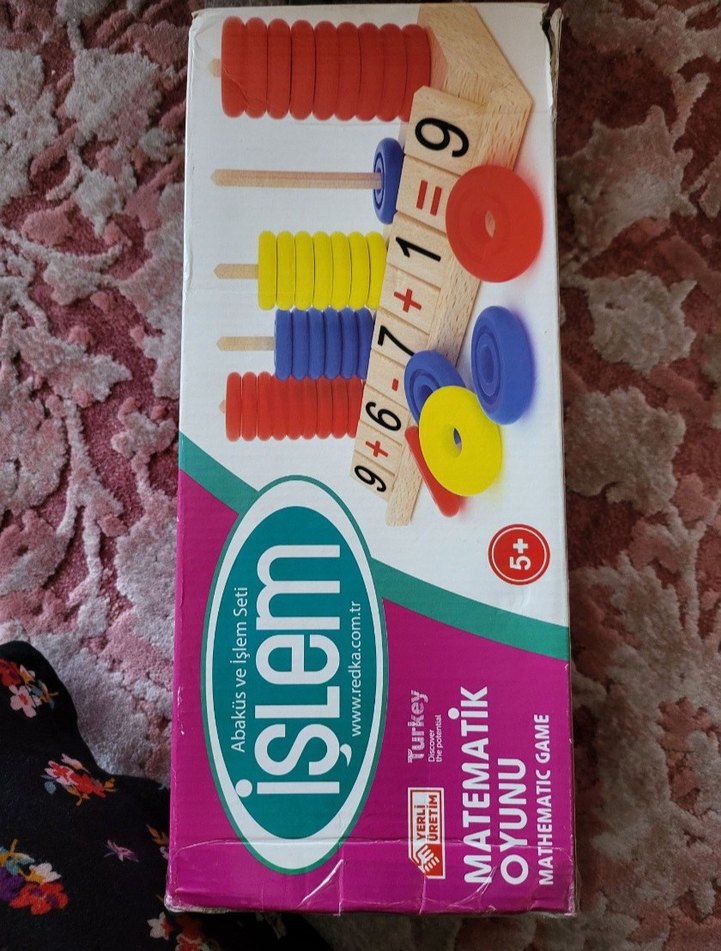 9 + 6 - 7 + 1 = 9
5+
Abaküs ve İşlem Seti
İŞLEM
www.redka.com.tr
Turkey
Discover
the potential
YERLİ
ÜRETİM
MATEMATİK
OYUNU
MATHEMATIC GAME